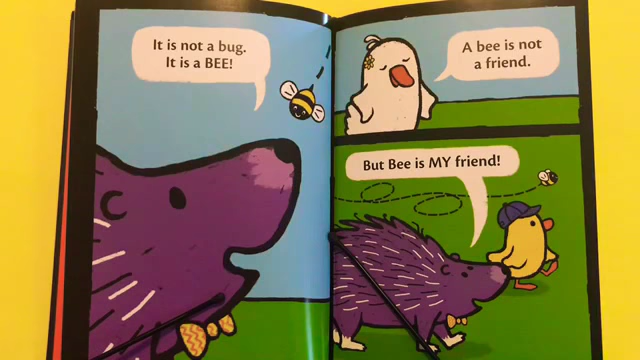 It is not a bug.
It is a BEE!
A bee is not
a friend.
But Bee is MY friend!